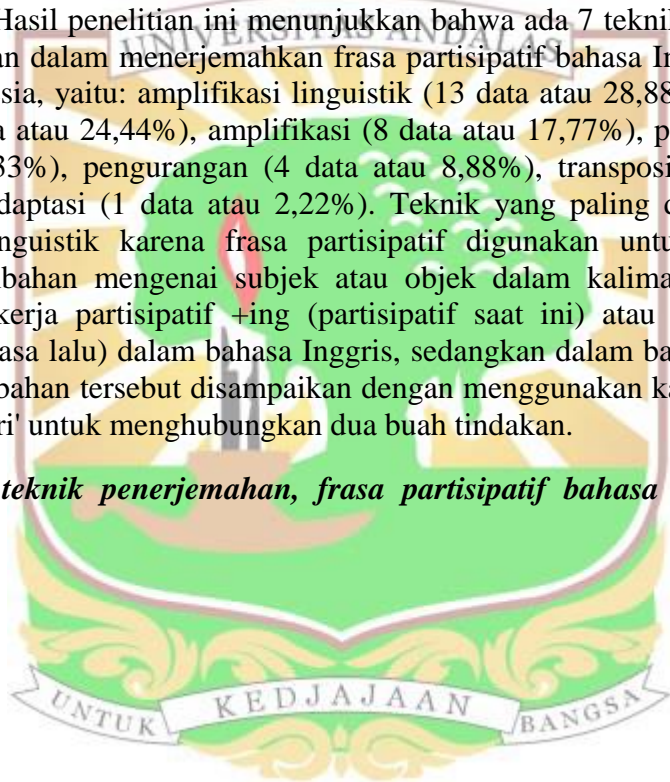 Hasil penelitian ini menunjukkan bahwa ada 7 teknik
UNIVERSITAS ANDALAS
an dalam menerjemahkan frasa partisipatif bahasa In
sia, yaitu: amplifikasi linguistik (13 data atau 28,88
a atau 24,44%), amplifikasi (8 data atau 17,77%), p
33%), pengurangan (4 data atau 8,88%), transposi
daptasi (1 data atau 2,22%). Teknik yang paling d
nguistik karena frasa partisipatif digunakan untu
mbahan mengenai subjek atau objek dalam kalima
kerja partisipatif +ing (partisipatif saat ini) atau
asa lalu) dalam bahasa Inggris, sedangkan dalam ba
bahan tersebut disampaikan dengan menggunakan ka
ri' untuk menghubungkan dua buah tindakan.
teknik penerjemahan, frasa partisipatif bahasa
UNTUK KEDJAJAAN BANGSA